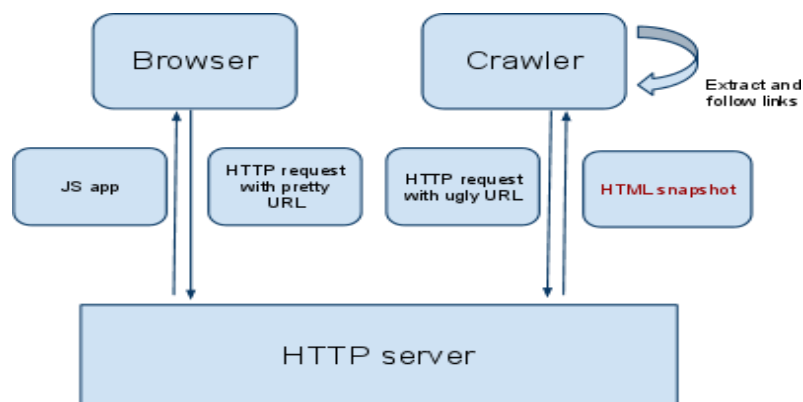 Browser
Crawler
Extract and
follow links
JS app
HTTP request
with pretty
URL
HTTP request
with ugly URL
HTML snapshot
HTTP server